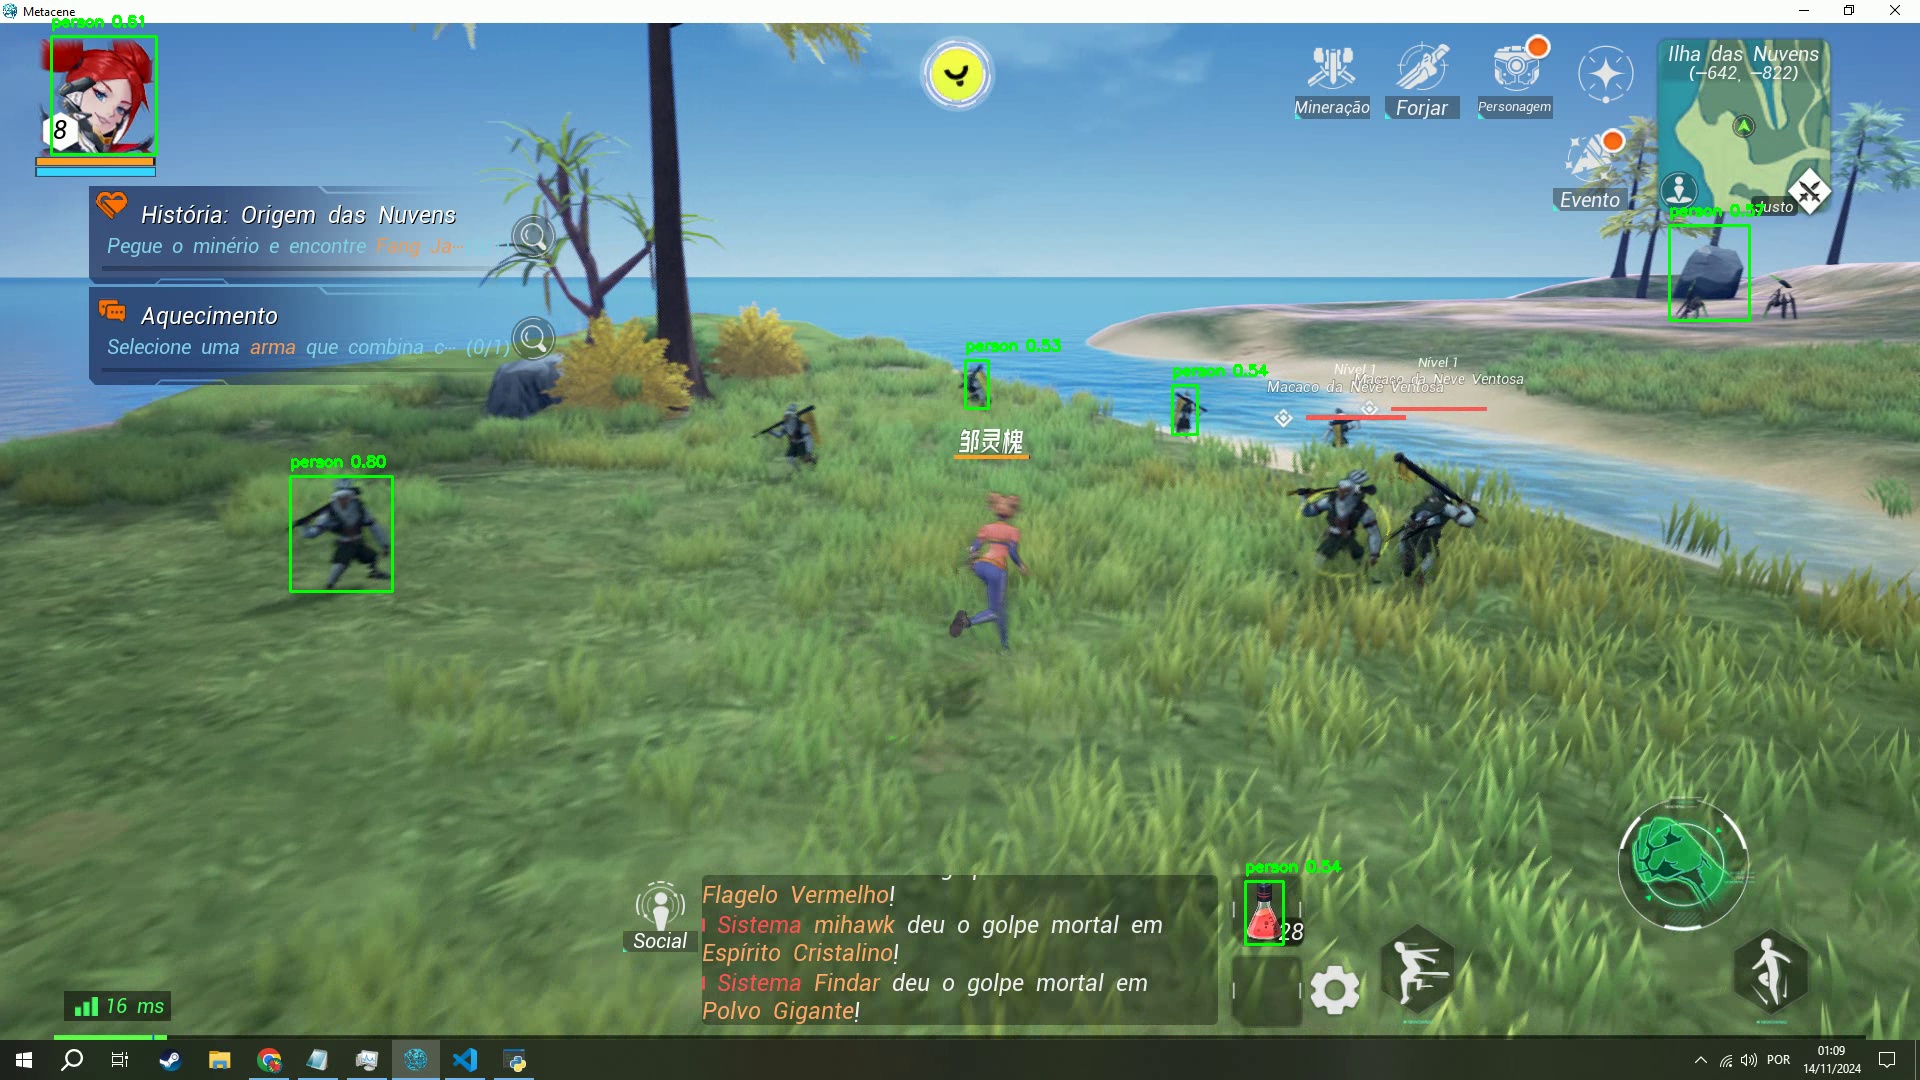 Metacene
person 0.61
8
História: Origem das Nuvens
Pegue o minério e encontre Fang Ja...
Aquecimento
Selecione uma arma que combina c... (0/1)
Mineração
Forjar
Personagem
Evento
Ilha das Nuvens
(-642, -822)
usto
person 0.57
person 0.53
person 0.54
Nível 1
Macaco da Neve Ventosa
Nível 1
Macaco da Neve Ventosa
邹灵槐
person 0.80
person 0.54
28
Social
Flagelo Vermelho!
Sistema mihawk deu o golpe mortal em
Espírito Cristalino!
Sistema Findar deu o golpe mortal em
Polvo Gigante!
16 ms
POR
01:09
14/11/2024